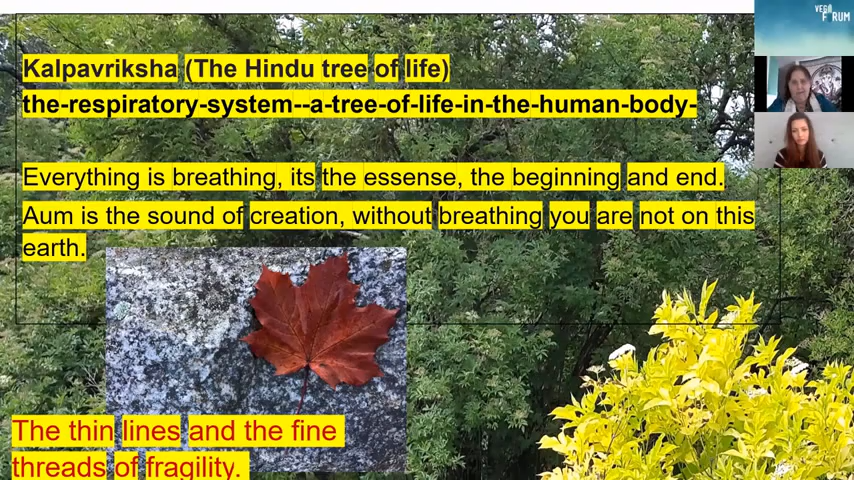 VEGO
FORUM
Kalpavriksha (The Hindu tree of life)
the-respiratory-system--a-tree-of-life-in-the-human-body-
Everything is breathing, its the essense, the beginning and end.
Aum is the sound of creation, without breathing you are not on this
earth.
The thin lines and the fine
threads of fragility.